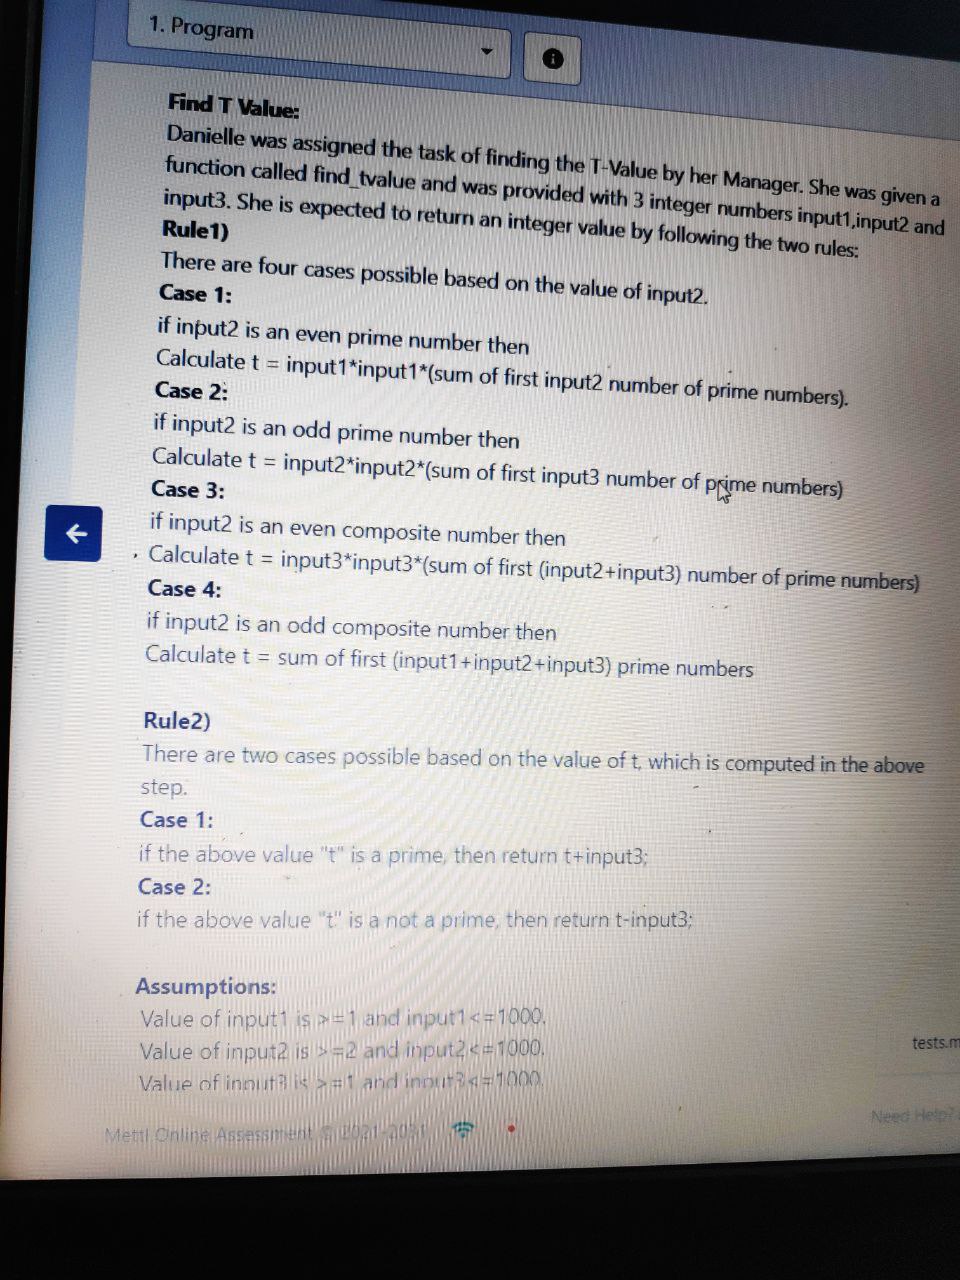 1. Program
Find T Value:
Danielle was assigned the task of finding the T-Value by her Manager. She was given a
function called find_tvalue and was provided with 3 integer numbers input1,input2 and
input3. She is expected to return an integer value by following the two rules:
Rule1)
There are four cases possible based on the value of input2.
Case 1:
if input2 is an even prime number then
Calculate t = input1*input1*(sum of first input2 number of prime numbers).
Case 2:
if input2 is an odd prime number then
Calculate t = input2*input2*(sum of first input3 number of prime numbers)
Case 3:
if input2 is an even composite number then
Calculate t = input3*input3*(sum of first (input2+input3) number of prime numbers)
Case 4:
if input2 is an odd composite number then
Calculate t = sum of first (input1+input2+input3) prime numbers
Rule2)
There are two cases possible based on the value of t, which is computed in the above
step.
Case 1:
if the above value "t" is a prime, then return t+input3;
Case 2:
if the above value "t" is a not a prime, then return t-input3;
Assumptions:
Value of input1 is >=1 and input1<=1000.
Value of input2 is >=2 and input2<=1000.
Value of input3 is >=1 and input3<=1000.
tests.m
Need Help?
Mettl Online Assessment © 2021-2031